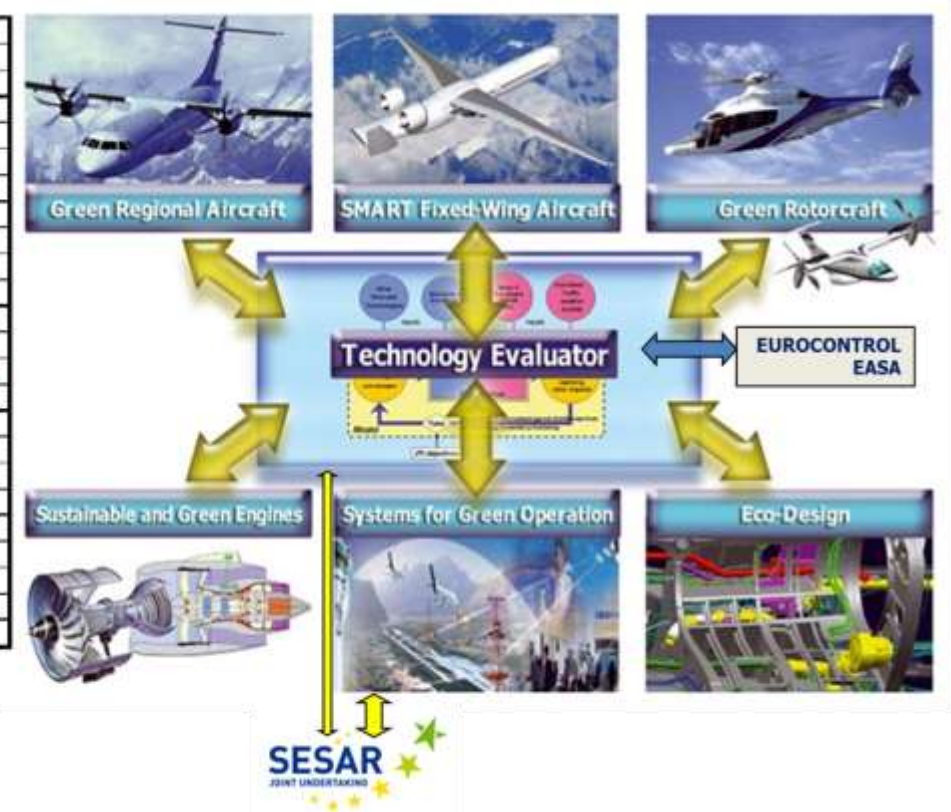 Green Regional Aircraft
SMART Fixed-Wing Aircraft
Green Rotorcraft
Technology Evaluator
EUROCONTROL
EASA
Sustainable and Green Engines
Systems for Green Operation
Eco-Design
SESAR
JOINT UNDERTAKING